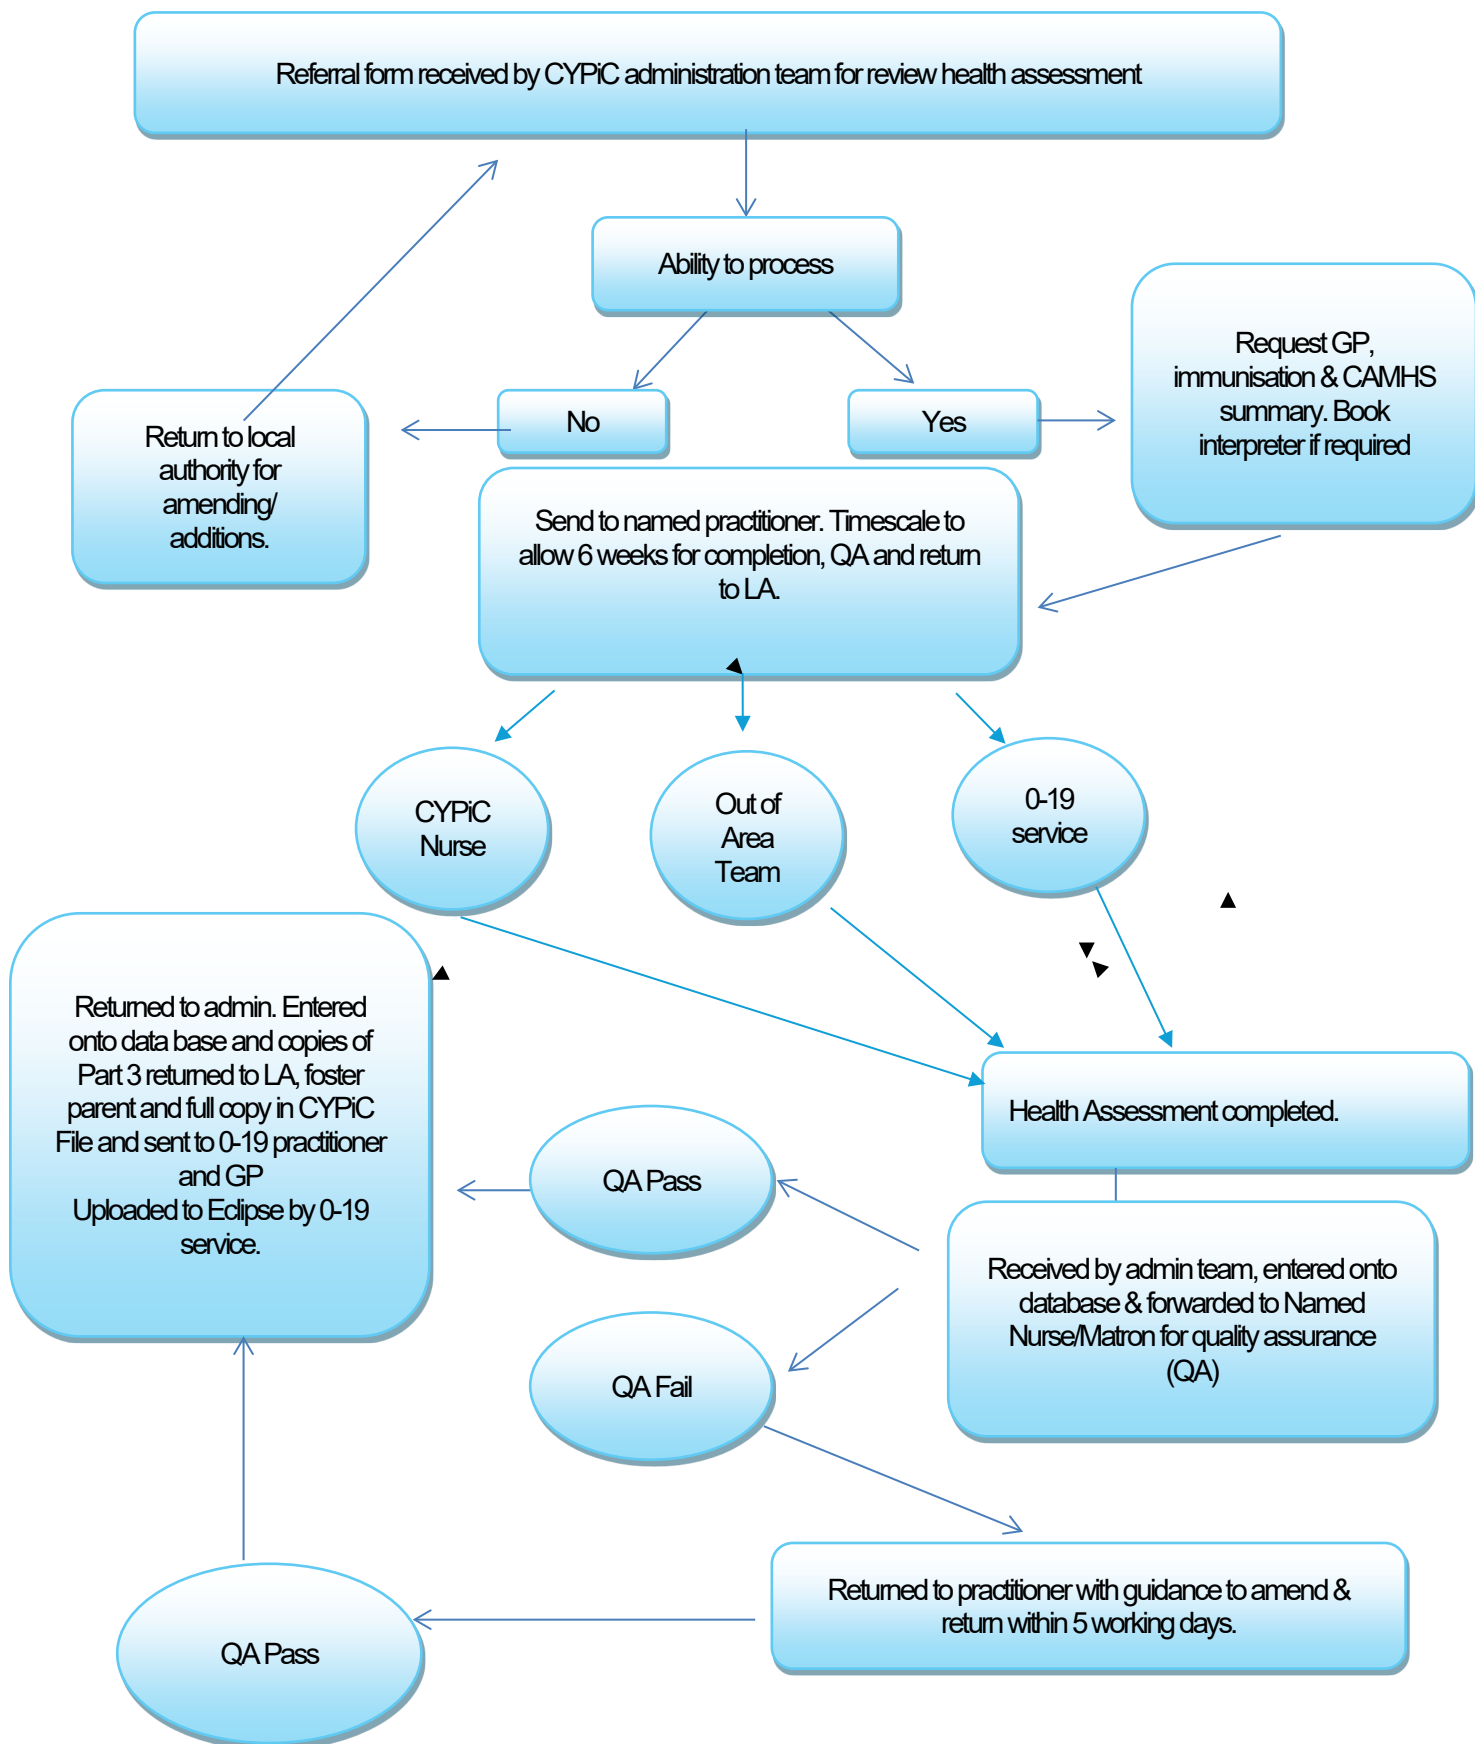 Referral form received by CYPiC administration team for review health assessment
Ability to process
No
Yes
Request GP,
immunisation & CAMHS
summary. Book
interpreter if required
Return to local
authority for
amending/
additions.
Send to named practitioner. Timescale to
allow 6 weeks for completion, QA and return
to LA.
CYPiC
Nurse
Out of
Area
Team
0-19
service
Health Assessment completed.
Received by admin team, entered onto
database & forwarded to Named
Nurse/Matron for quality assurance
(QA)
QA Pass
QA Fail
Returned to admin. Entered
onto data base and copies of
Part 3 returned to LA, foster
parent and full copy in CYPiC
File and sent to 0-19 practitioner
and GP
Uploaded to Eclipse by 0-19
service.
Returned to practitioner with guidance to amend &
return within 5 working days.
QA Pass